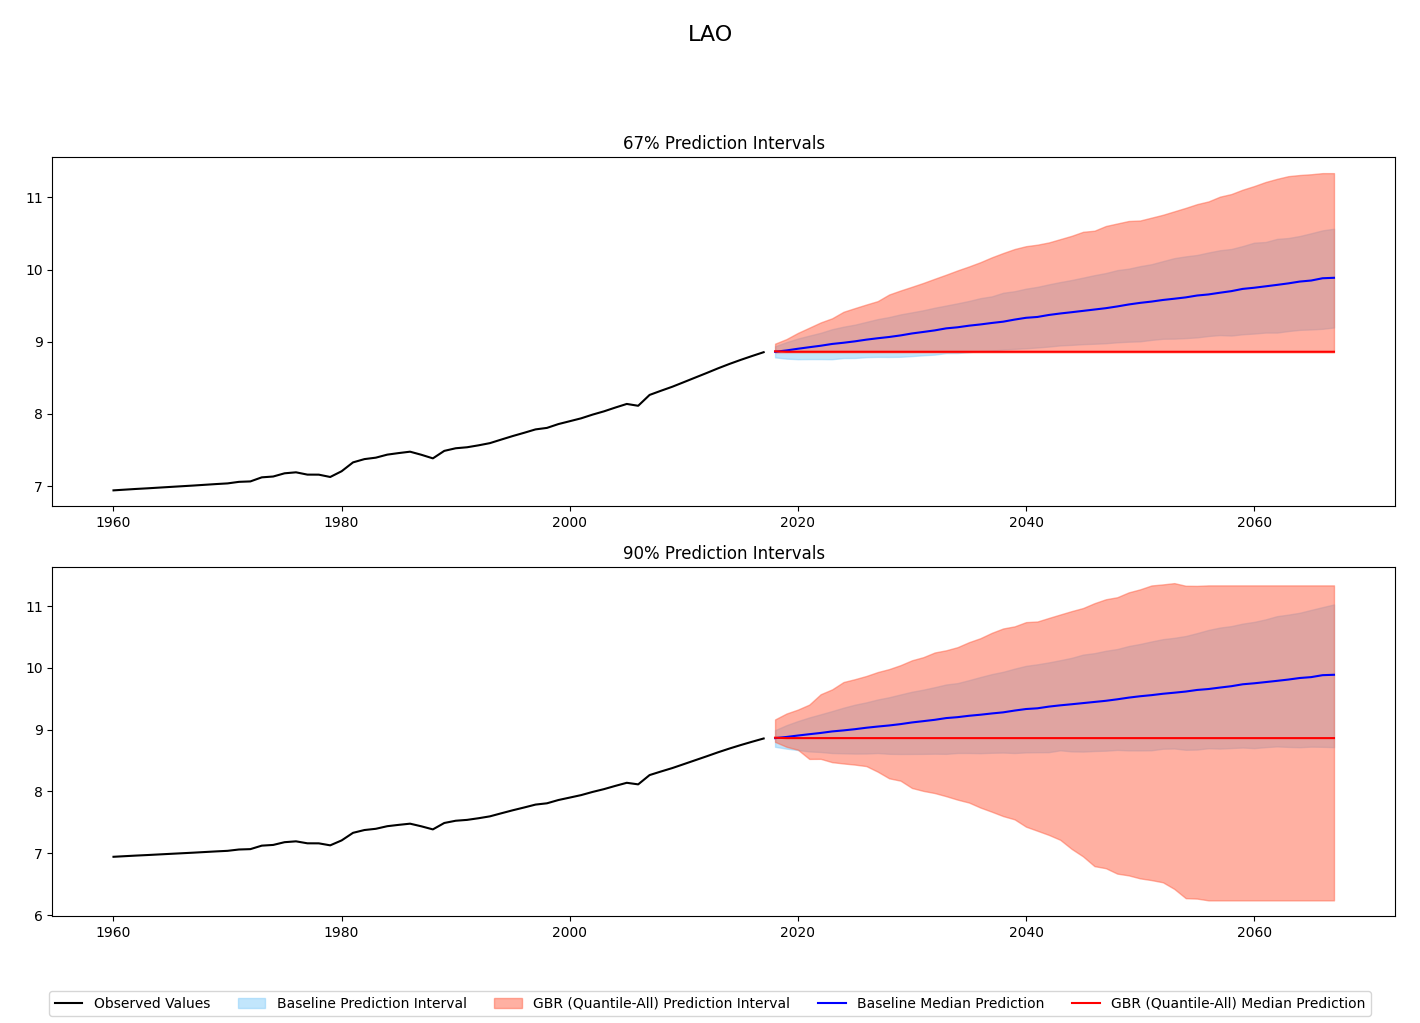 LAO
67% Prediction Intervals
11
10
9
8
7
1960 1980 2000 2020 2040 2060
90% Prediction Intervals
11
10
9
8
7
6
1960 1980 2000 2020 2040 2060
Observed Values Baseline Prediction Interval GBR (Quantile-All) Prediction Interval Baseline Median Prediction GBR (Quantile-All) Median Prediction